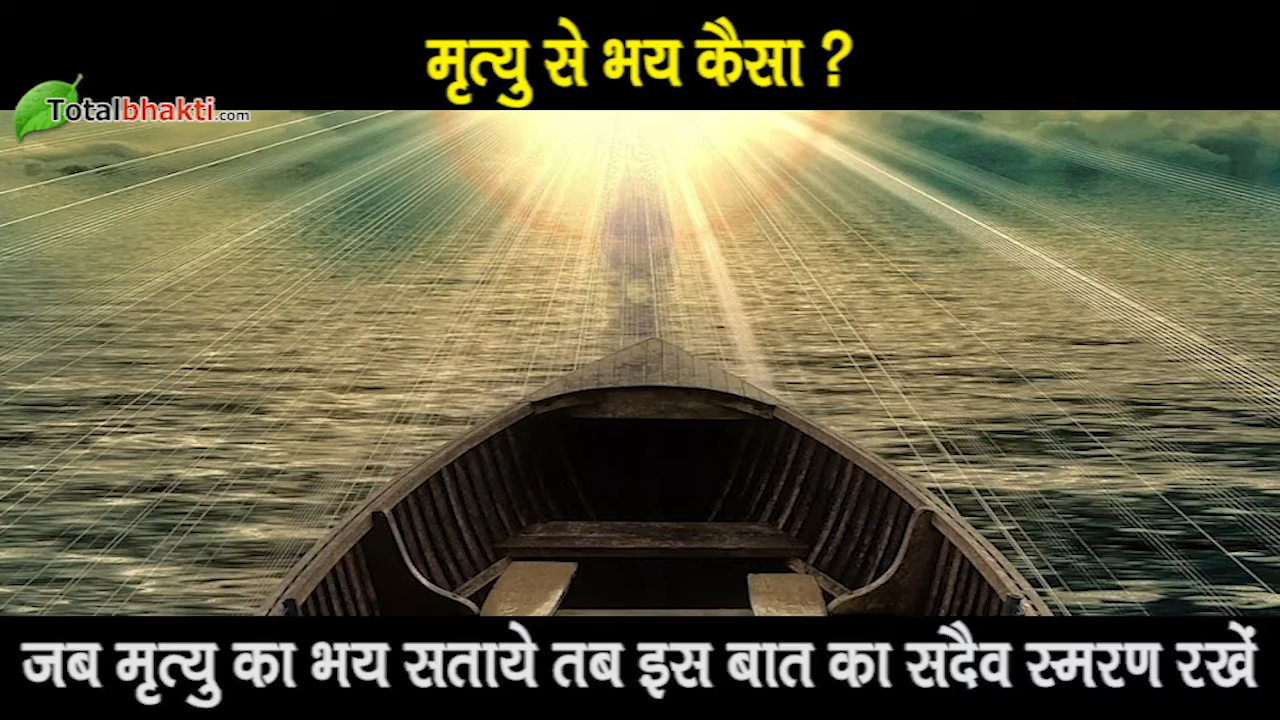 मृत्यु से भय कैसा ?
Totalbhakti.com
जब मृत्यु का भय सताये तब इस बात का सदैव स्मरण रखें